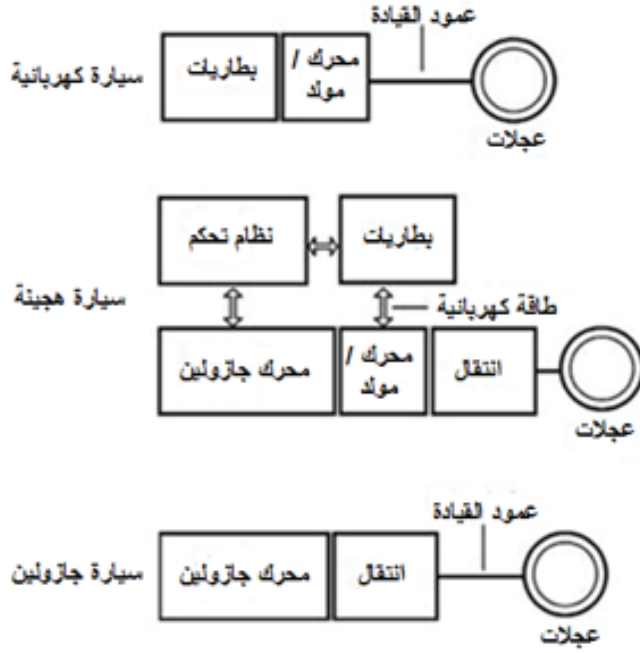 عمود القيادة
سيارة كهربائية
بطاريات
محرك /
مولد
عجلات
نظام تحكم
بطاريات
سيارة هجينة
طاقة كهربائية
محرك جازولين
محرك /
مولد
انتقال
عجلات
عمود القيادة
سيارة جازولين
محرك جازولين
انتقال
عجلات